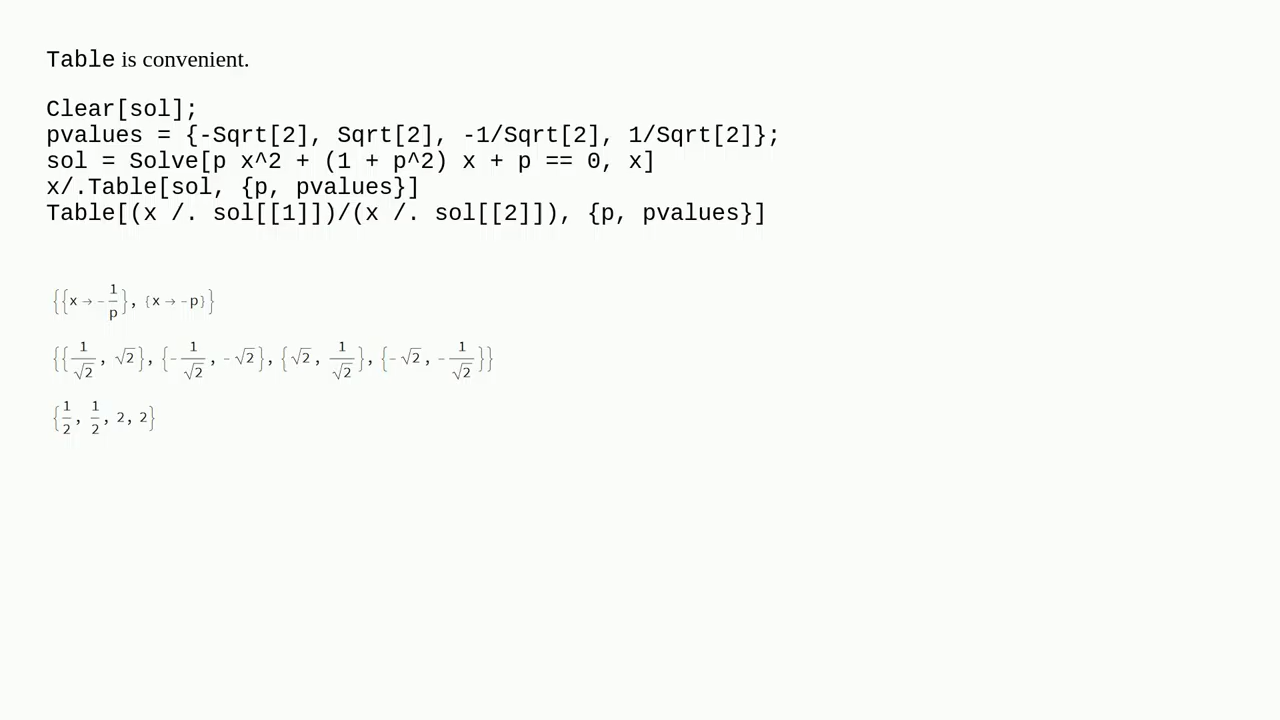 Table is convenient.
Clear[sol];
pvalues = {-Sqrt[2], Sqrt[2], -1/Sqrt[2], 1/Sqrt[2]};
sol = Solve[p x^2 + (1 + p^2) x + p == 0, x]
x/.Table[sol, {p, pvalues}]
Table[(x /. sol[[1]])/(x /. sol[[2]]), {p, pvalues}]
{{x → -1/p}, {x → -p}}
{{1/√2, √2}, {-1/√2, -√2}, {√2, 1/√2}, {-√2, -1/√2}}
{1/2, 1/2, 2, 2}